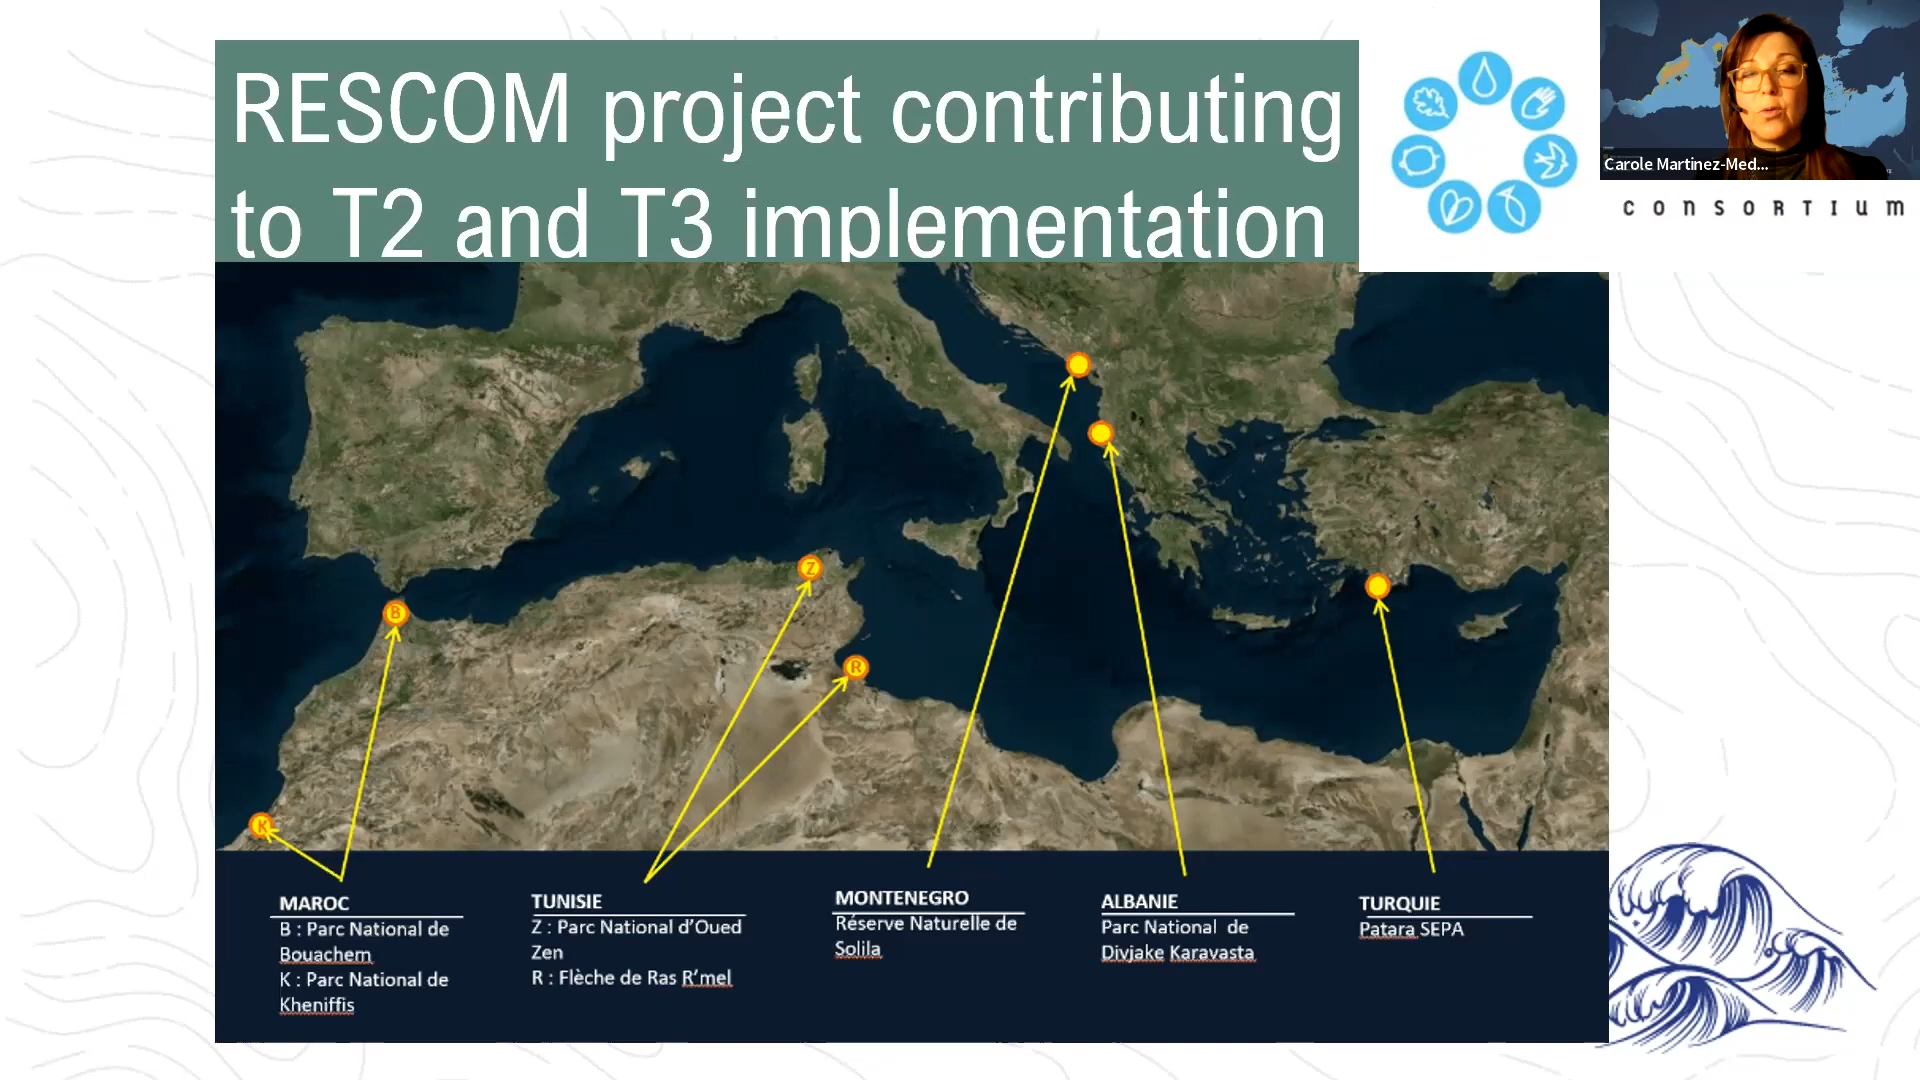 RESCOM project contributing
to T2 and T3 implementation
Carole Martinez-Med...
consortium
Z
B
R
K
MAROC
B : Parc National de
Bouachem
K : Parc National de
Kheniffis
TUNISIE
Z : Parc National d’Oued
Zen
R : Flèche de Ras R’mel
MONTENEGRO
Réserve Naturelle de
Solila
ALBANIE
Parc National de
Divjake Karavasta
TURQUIE
Patara SEPA